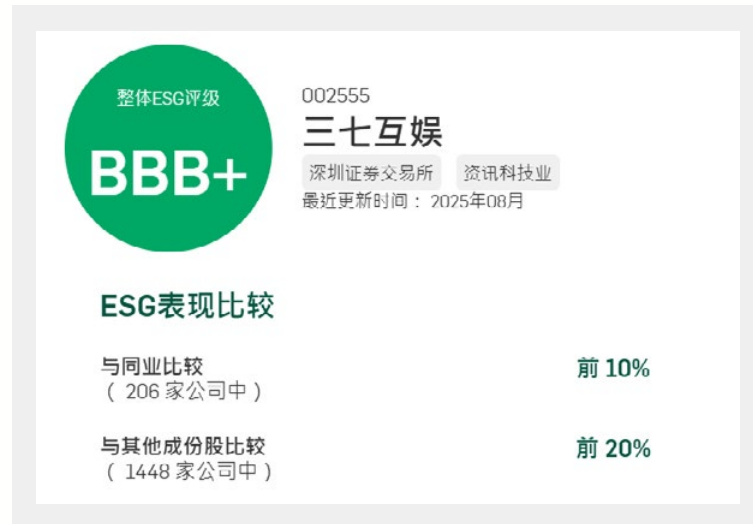 整体ESG评级
BBB+
002555
三七互娱
深圳证券交易所 资讯科技业
最近更新时间： 2025年08月
ESG表现比较
与同业比较 前 10%
（ 206 家公司中 ）
与其他成份股比较 前 20%
（ 1448 家公司中 ）